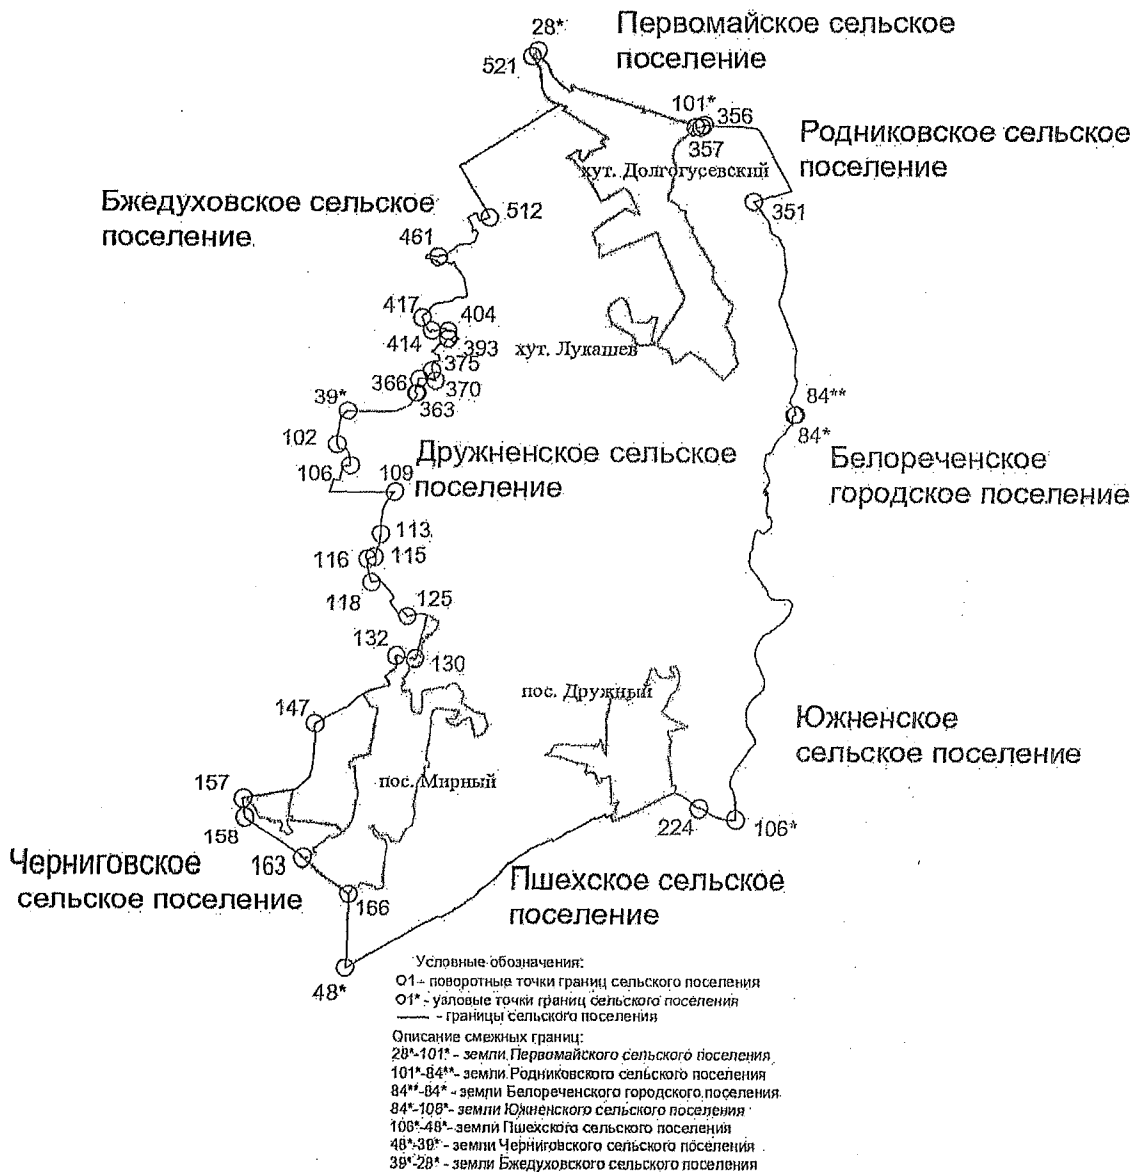 28*
Первомайское сельское
поселение
521
101*
356
357
Родниковское сельское
поселение
хут. Долгогусевский
351
Бжедуховское сельское
поселение
512
461
417
404
414
393
хут. Лукашев
375
366
370
363
39*
84**
84*
102
106
Дружненское сельское
поселение
109
Белореченское
городское поселение
113
116
115
118
125
132
130
пос. Дружный
147
Южненское
сельское поселение
пос. Мирный
157
158
224
106*
Черниговское
сельское поселение
163
166
Пшехское сельское
поселение
48*
Условные обозначения:
О1 - поворотные точки границ сельского поселения
О1* - узловые точки границ сельского поселения
- границы сельского поселения
Описание смежных границ:
28*-101* - земли Первомайского сельского поселения
101*-84** - земли Родниковского сельского поселения
84**-84* - земли Белореченского городского поселения
84*-106* - земли Южненского сельского поселения
106*-48* - земли Пшехского сельского поселения
48*-39* - земли Черниговского сельского поселения
39*-28* - земли Бжедуховского сельского поселения